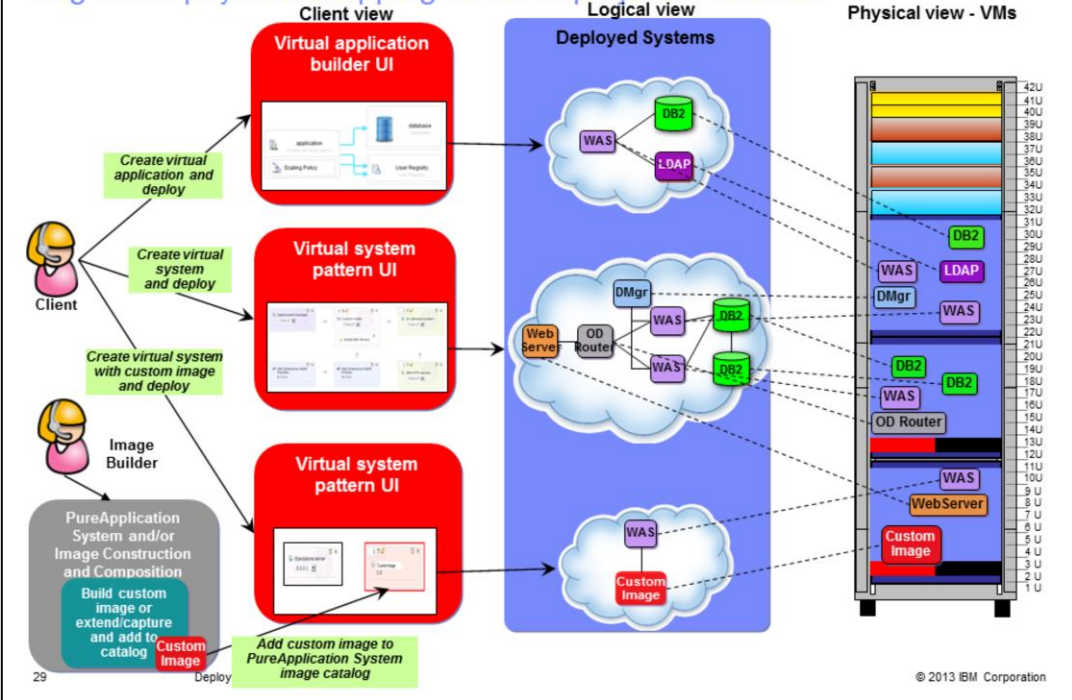 Client view
Logical view
Physical view - VMs
Virtual application
builder UI
application
database
Scaling Policy
User Registry
Create virtual
application and
deploy
Client
Create virtual
system
and deploy
Virtual system
pattern UI
Create virtual system
with custom image
and deploy
Image
Builder
Virtual system
pattern UI
PureApplication
System and/or
Image Construction
and Composition
Build custom
image or
extend/capture
and add to
catalog
Custom
Image
Add custom image to
PureApplication System
image catalog
Deployed Systems
WAS
DB2
LDAP
DMgr
Web
Server
OD
Router
WAS
WAS
DB2
DB2
WAS
Custom
Image
42U
41U
40U
39U
38U
37U
36U
35U
34U
33U
32U
31U
30U
29U
28U
27U
26U
25U
24U
23U
22U
21U
20U
19U
18U
17U
16U
15U
14U
13U
12U
11U
10U
9 U
8 U
7 U
6 U
5 U
4 U
3 U
2 U
1 U
DB2
WAS
LDAP
DMgr
WAS
DB2
DB2
WAS
OD Router
WAS
WebServer
Custom
Image
29
Deploy
© 2013 IBM Corporation